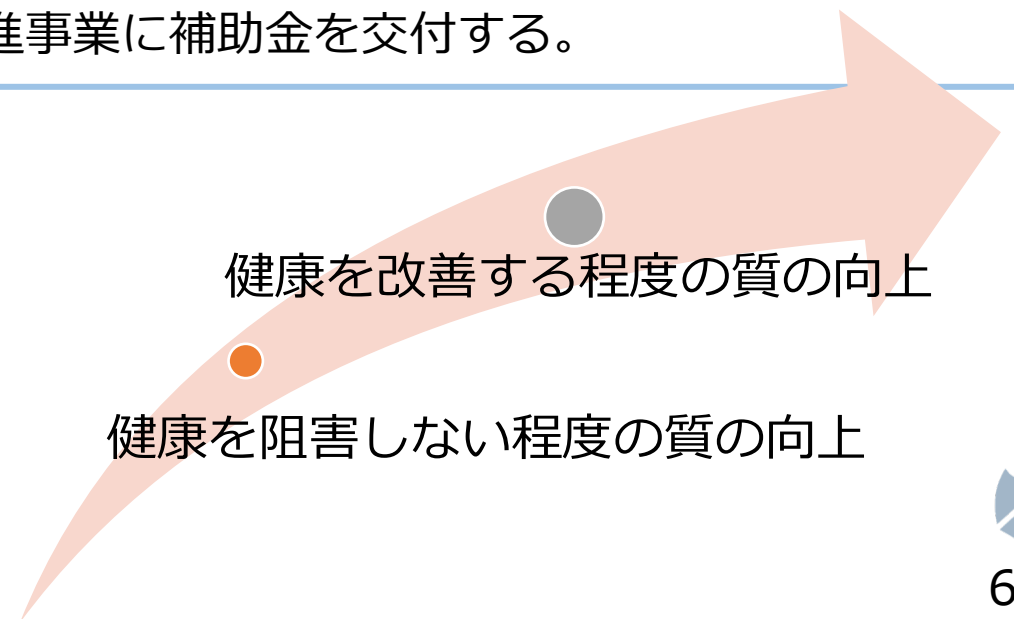 進事業に補助金を交付する。
健康を改善する程度の質の向上
健康を阻害しない程度の質の向上
6